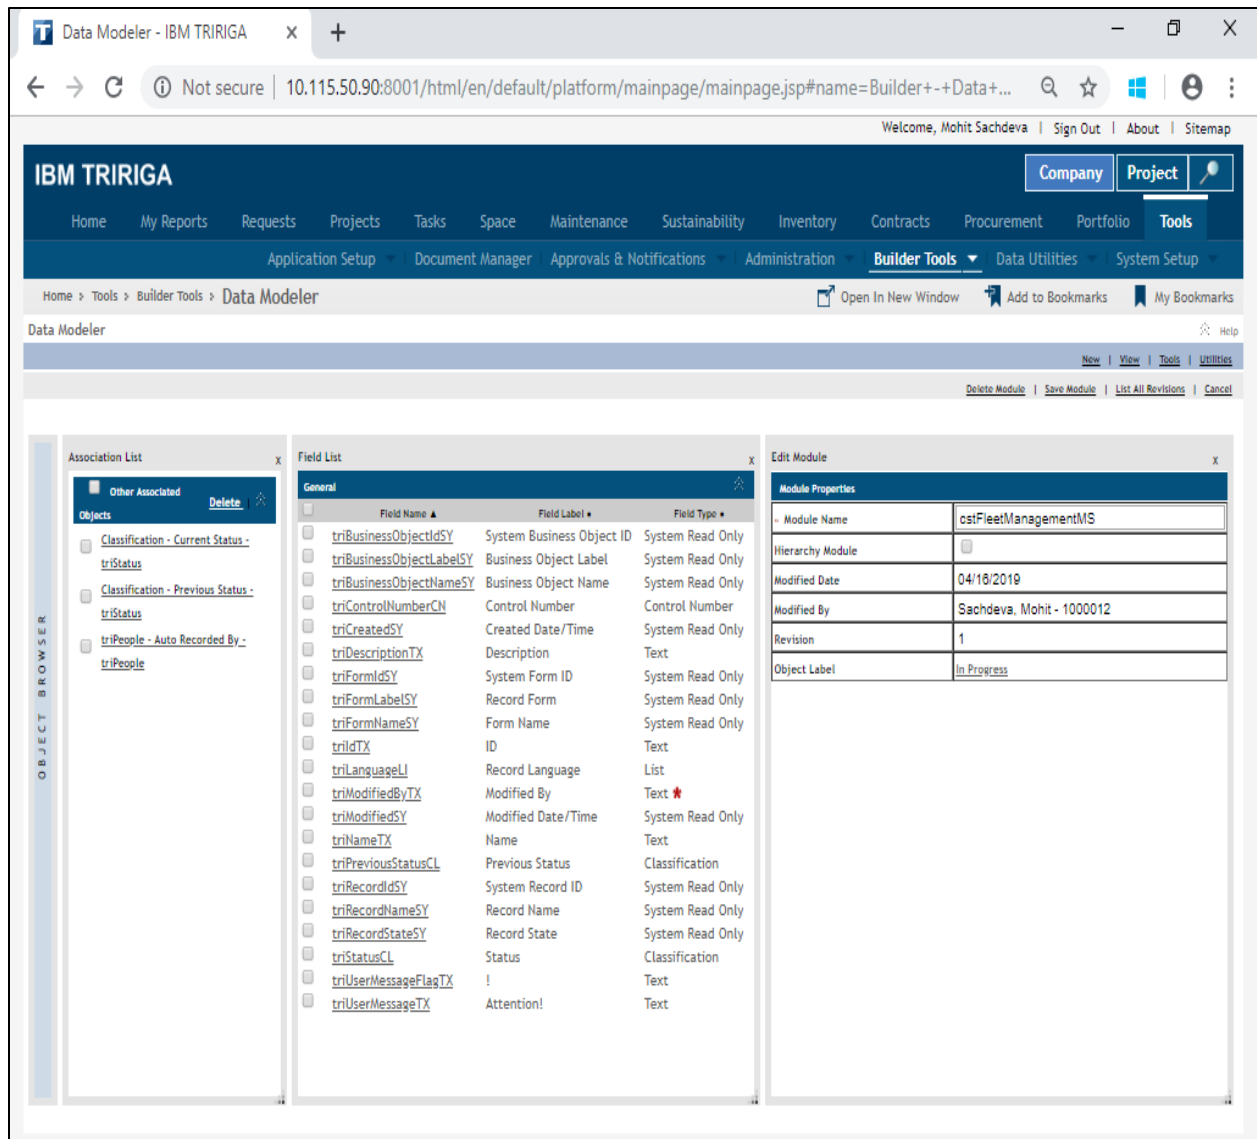 Data Modeler - IBM TRIRIGA
Not secure | 10.115.50.90:8001/html/en/default/platform/mainpage/mainpage.jsp#name=Builder+-+Data+...
Welcome, Mohit Sachdeva | Sign Out | About | Sitemap
IBM TRIRIGA
Company Project
Home My Reports Requests Projects Tasks Space Maintenance Sustainability Inventory Contracts Procurement Portfolio Tools
Application Setup Document Manager Approvals & Notifications Administration Builder Tools Data Utilities System Setup
Home > Tools > Builder Tools > Data Modeler
Open In New Window Add to Bookmarks My Bookmarks
Data Modeler
Help
New | View | Tools | Utilities
Delete Module | Save Module | List All Revisions | Cancel
OBJECT BROWSER
Association List x
Other Associated Objects Delete
Classification - Current Status -
triStatus
Classification - Previous Status -
triStatus
triPeople - Auto Recorded By -
triPeople
Field List x
General
Field Name ▲ Field Label • Field Type •
triBusinessObjectIdSY System Business Object ID System Read Only
triBusinessObjectLabelSY Business Object Label System Read Only
triBusinessObjectNameSY Business Object Name System Read Only
triControlNumberCN Control Number Control Number
triCreatedSY Created Date/Time System Read Only
triDescriptionTX Description Text
triFormIdSY System Form ID System Read Only
triFormLabelSY Record Form System Read Only
triFormNameSY Form Name System Read Only
triIdTX ID Text
triLanguageLI Record Language List
triModifiedByTX Modified By Text *
triModifiedSY Modified Date/Time System Read Only
triNameTX Name Text
triPreviousStatusCL Previous Status Classification
triRecordIdSY System Record ID System Read Only
triRecordNameSY Record Name System Read Only
triRecordStateSY Record State System Read Only
triStatusCL Status Classification
triUserMessageFlagTX ! Text
triUserMessageTX Attention! Text
Edit Module x
Module Properties
Module Name cstFleetManagementMS
Hierarchy Module
Modified Date 04/16/2019
Modified By Sachdeva, Mohit - 1000012
Revision 1
Object Label In Progress